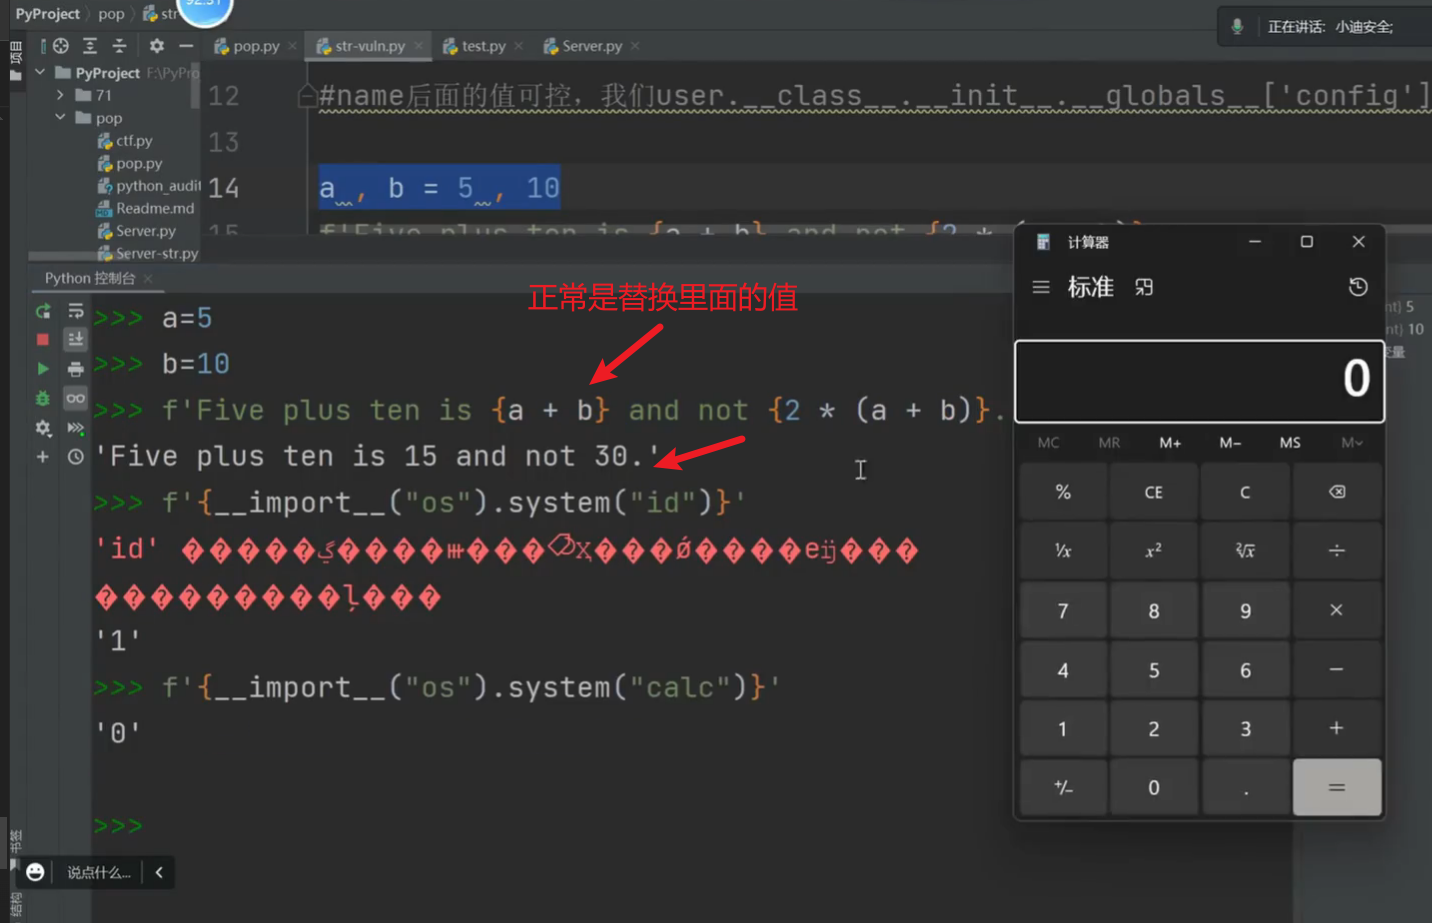 PyProject pop str
92:31
正在讲话: 小迪安全;
项目
pop.py
str-vuln.py
test.py
Server.py
PyProject F:\PyPro
71
pop
ctf.py
pop.py
python_audit
Readme.md
Server.py
Server-str.py
12 #name后面的值可控，我们user.__class__.__init__.__globals__['config']
13
14 a , b = 5 , 10
15 f'Five plus ten is {a + b} and not {2 *
Python 控制台
正常是替换里面的值
>>> a=5
>>> b=10
>>> f'Five plus ten is {a + b} and not {2 * (a + b)}.
'Five plus ten is 15 and not 30.'
>>> f'{__import__("os").system("id")}'
'id'
'1'
>>> f'{__import__("os").system("calc")}'
'0'
>>>
计算器
标准
0
MC MR M+ M− MS M˅
% CE C
¹/x x² ²√x ÷
7 8 9 ×
4 5 6 −
1 2 3 +
+/− 0 . =
nt) 5
nt) 10
变量
书签
结构
说点什么...